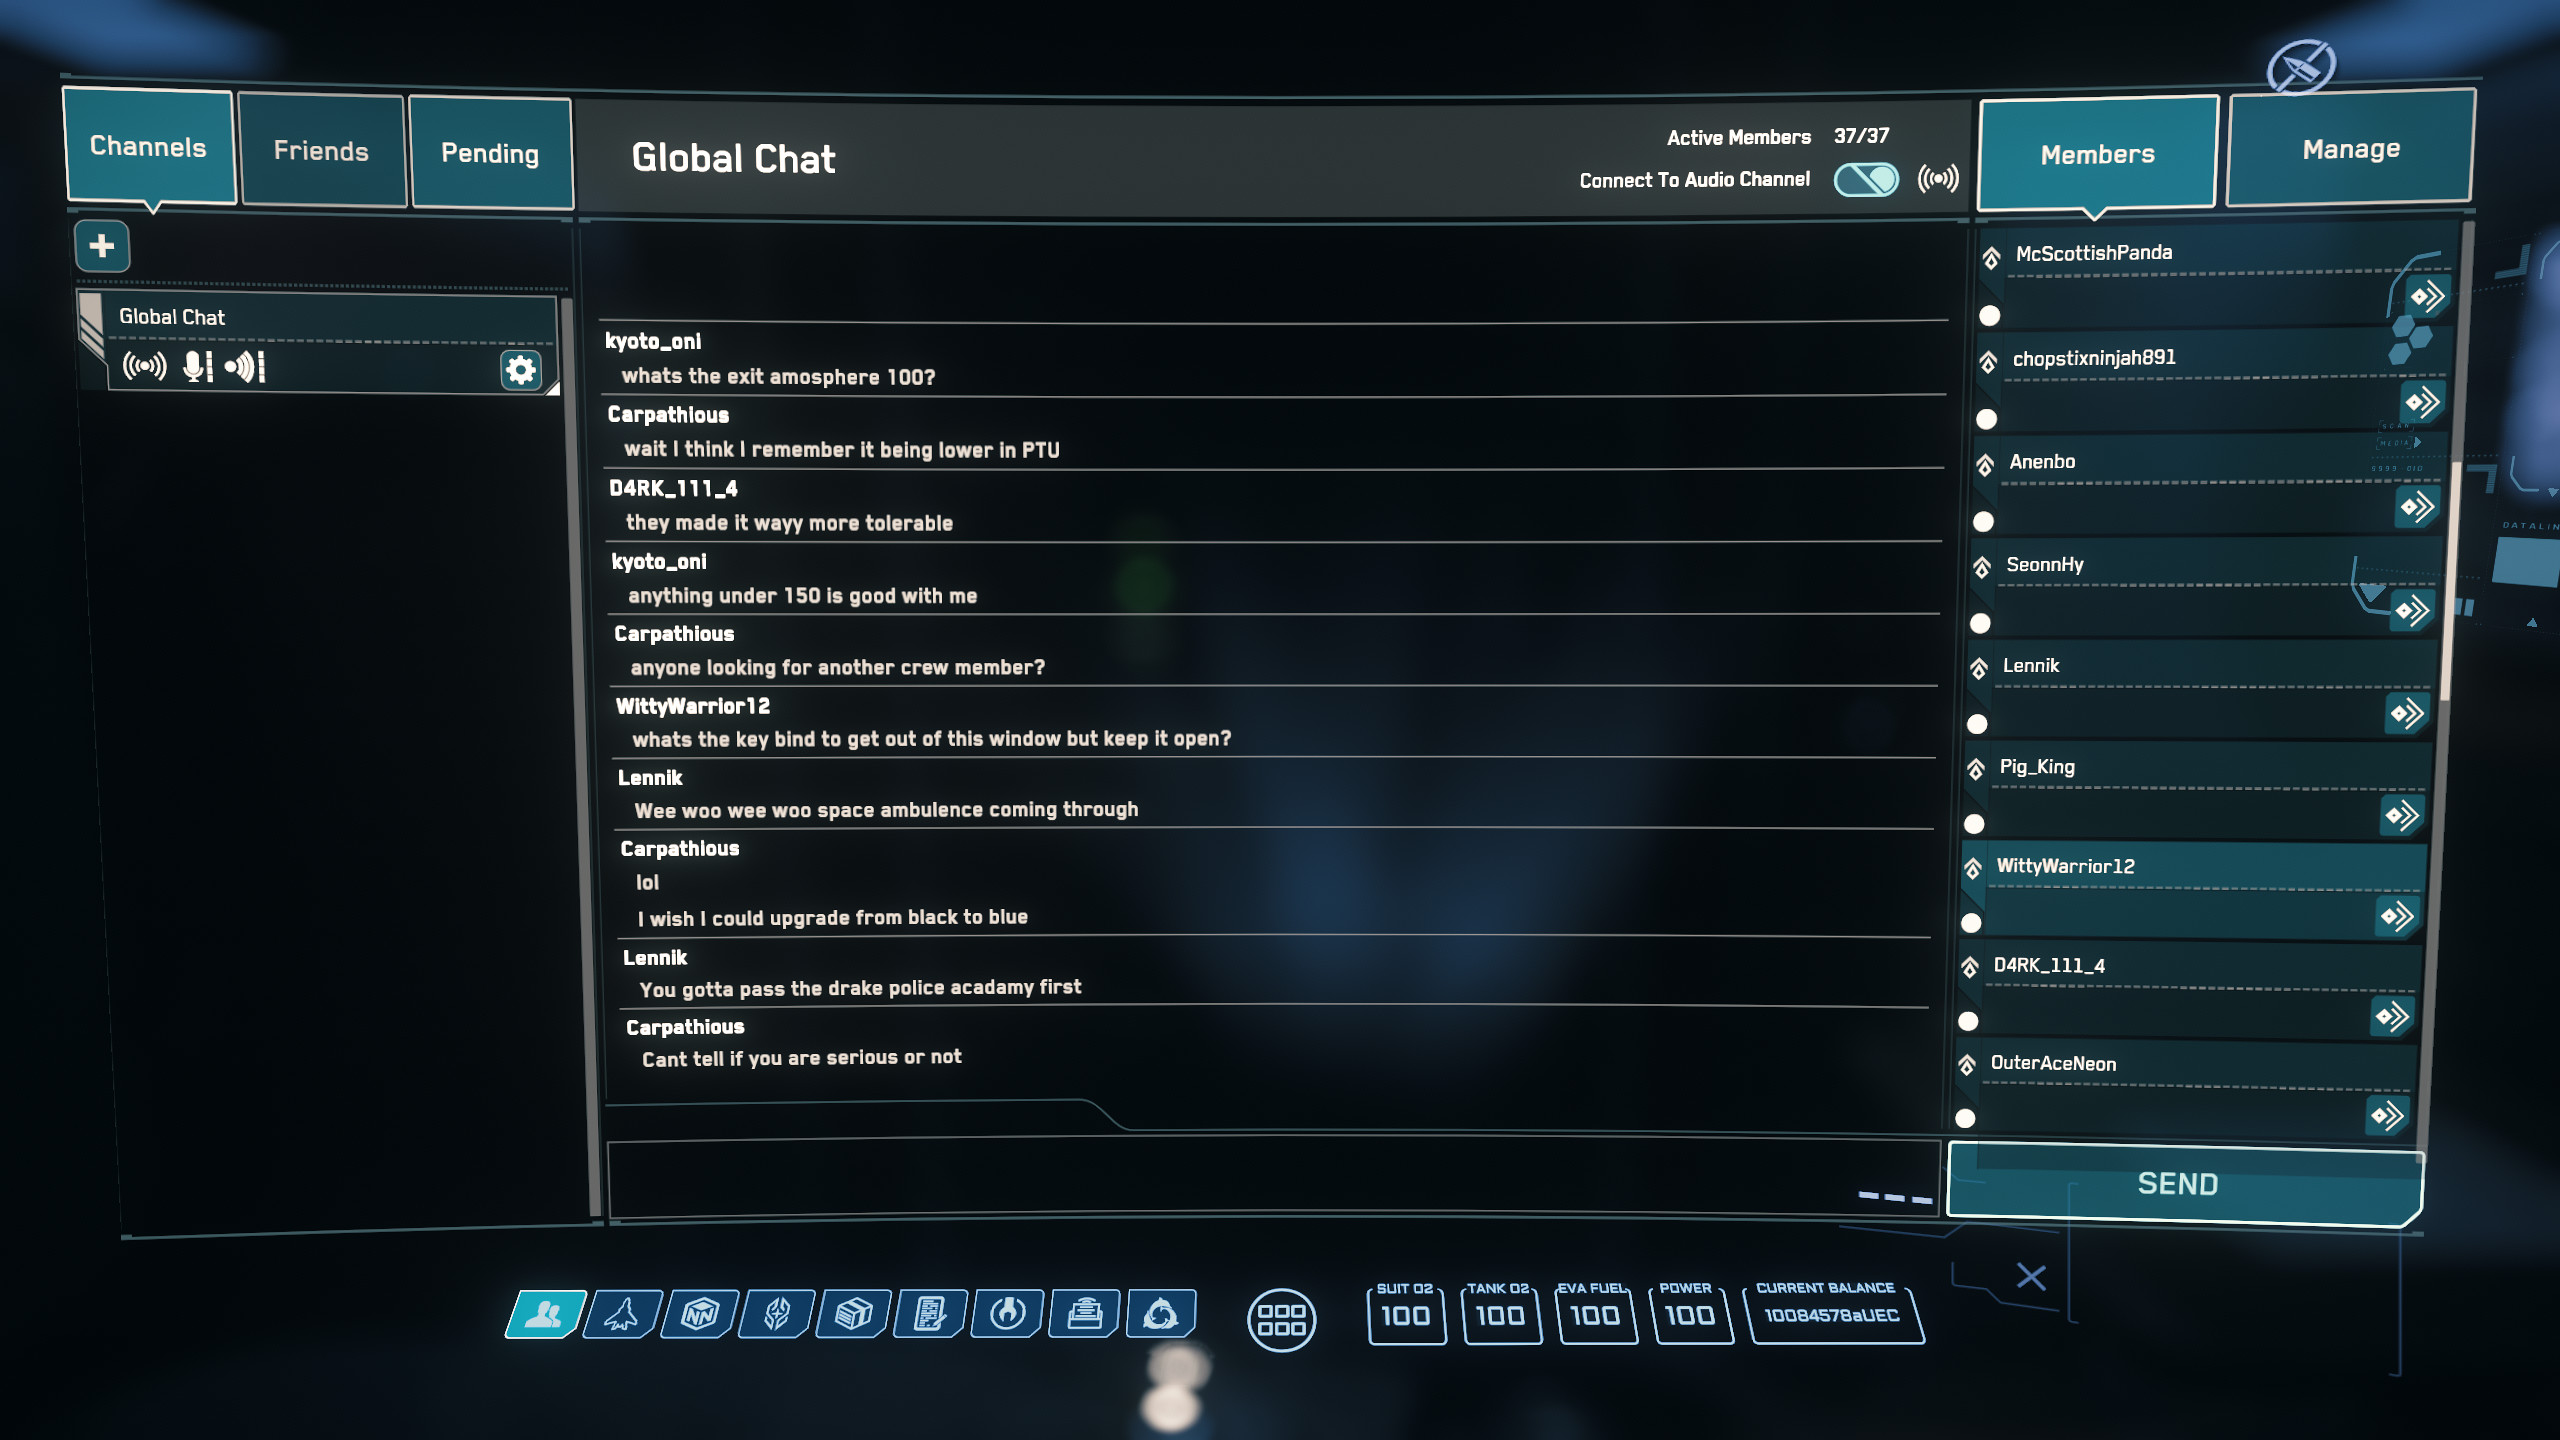 Channels
Friends
Pending
Global Chat
Active Members 37/37
Connect To Audio Channel
Members
Manage
Global Chat
kyoto_oni
whats the exit amosphere 100?
Carpathious
wait I think I remember it being lower in PTU
D4RK_111_4
they made it wayy more tolerable
kyoto_oni
anything under 150 is good with me
Carpathious
anyone looking for another crew member?
WittyWarrior12
whats the key bind to get out of this window but keep it open?
Lennik
Wee woo wee woo space ambulence coming through
Carpathious
lol
I wish I could upgrade from black to blue
Lennik
You gotta pass the drake police acadamy first
Carpathious
Cant tell if you are serious or not
McScottishPanda
chopstixninjah891
Anenbo
SeonnHy
Lennik
Pig_King
WittyWarrior12
D4RK_111_4
OuterAceNeon
SCAN
MEDIA
SEND
NN
SUIT O2
100
TANK O2
100
EVA FUEL
100
POWER
100
CURRENT BALANCE
10084578aUEC